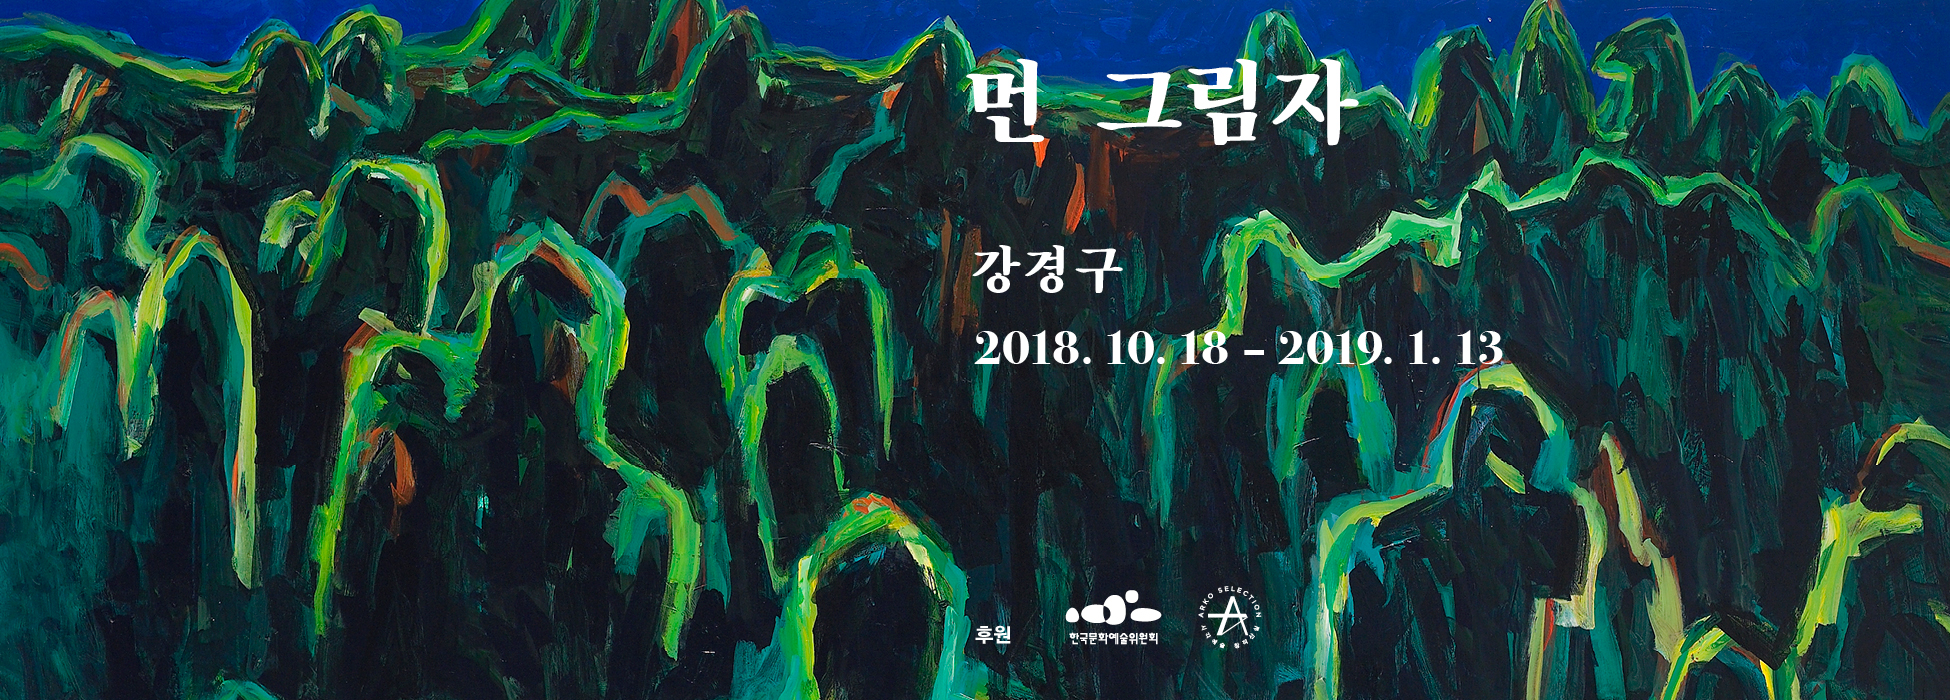 먼 그림자
강경구
2018. 10. 18 – 2019. 1. 13
후원
한국문화예술위원회
ARKO SELECTION